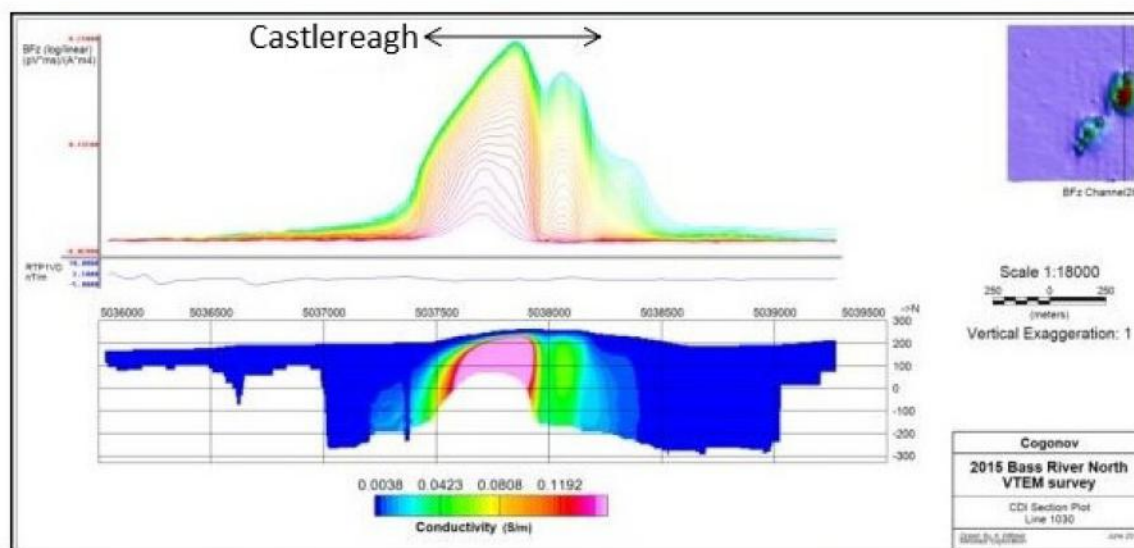 Castlereagh
BFz (log/linear)
(pV*ms)/(A*m4)
BFz Channel
RTP1VD
nT/m
5036000 5036500 5037000 5037500 5038000 5038500 5039000 5039500
->N
300
200
100
0
-100
-200
-300
0.0038 0.0423 0.0808 0.1192
Conductivity (S/m)
Scale 1:18000
250 0 250
(meters)
Vertical Exaggeration: 1
Cogonov
2015 Bass River North
VTEM survey
CDI Section Plot
Line 1030